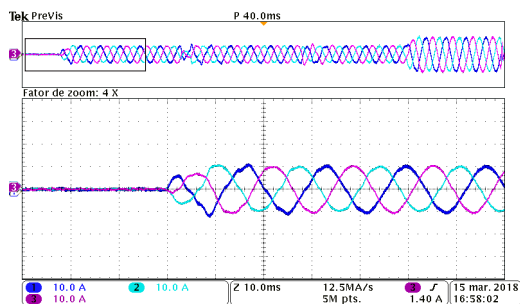 Tek PreVis P 40.0ms
3
Fator de zoom: 4 X
3
1 10.0 A 2 10.0 A Z 10.0ms 12.5MA/s 3 15 mar. 2018
3 10.0 A 5M pts. 1.40 A 16:58:02